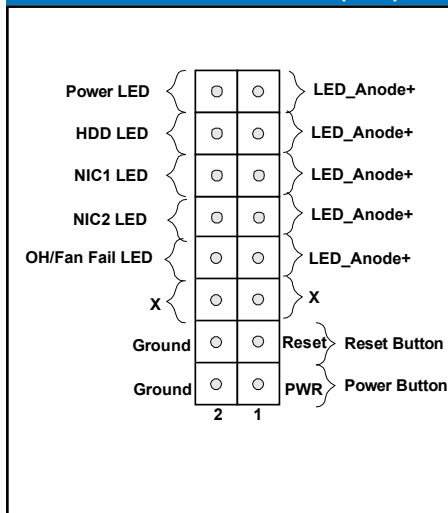 Power LED LED_Anode+
HDD LED LED_Anode+
NIC1 LED LED_Anode+
NIC2 LED LED_Anode+
OH/Fan Fail LED LED_Anode+
X X
Ground Reset Reset Button
Ground PWR Power Button
2 1